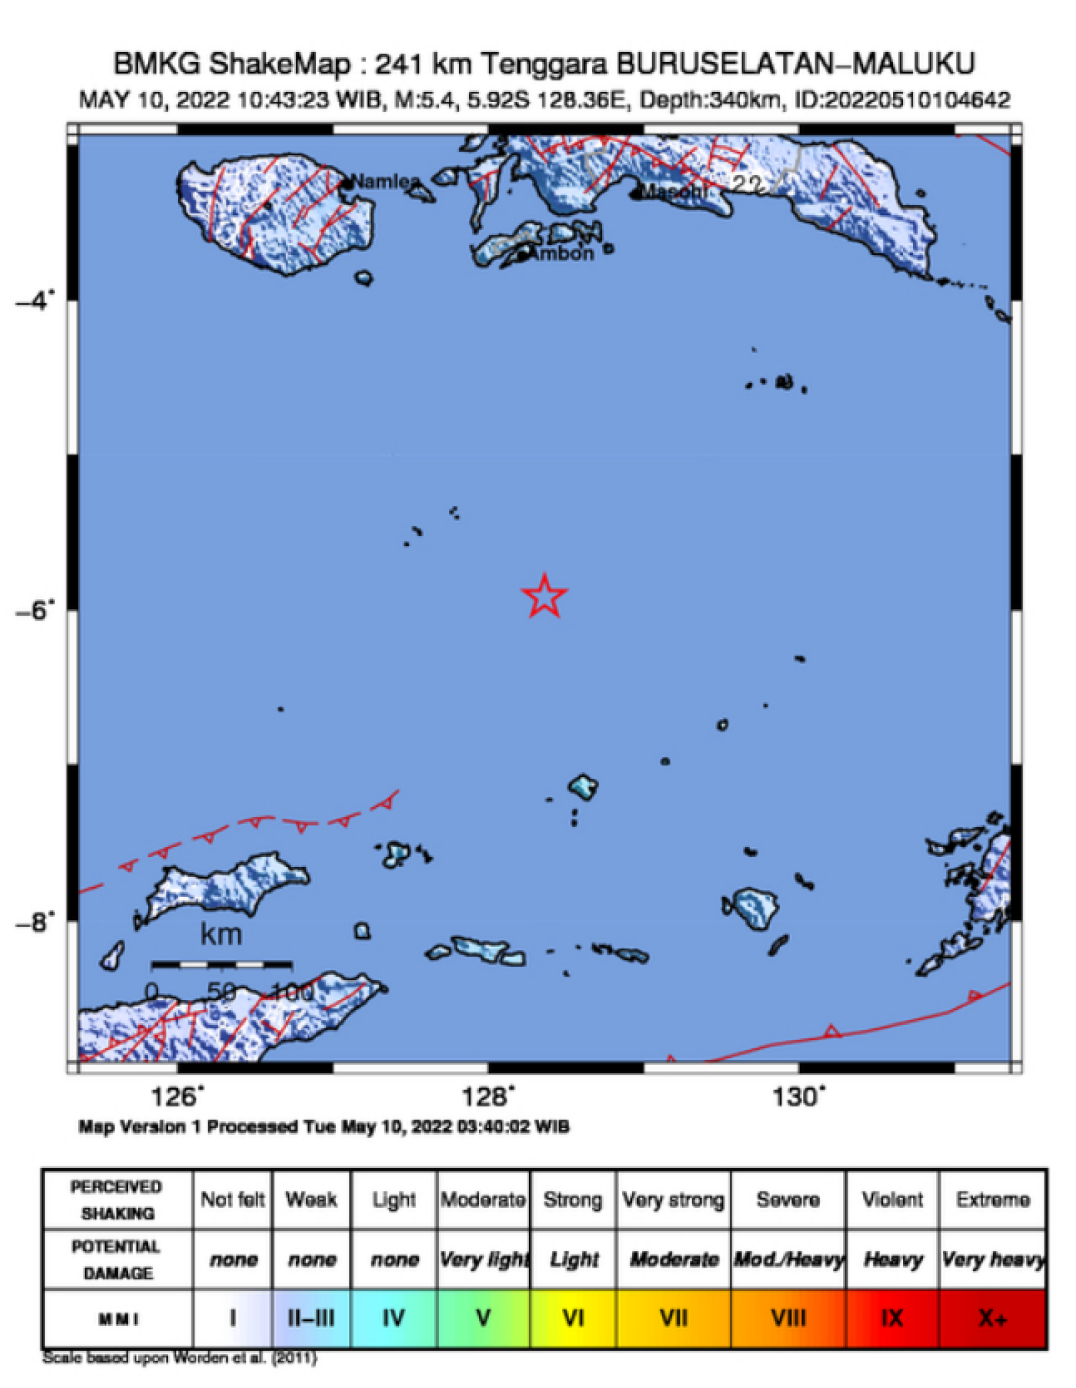 BMKG ShakeMap : 241 km Tenggara BURUSELATAN–MALUKU
MAY 10, 2022 10:43:23 WIB, M:5.4, 5.92S 128.36E, Depth:340km, ID:20220510104642
Namlea
Masohi
22
Ambon
−4°
−6°
−8°
km
0 50 100
126° 128° 130°
Map Version 1 Processed Tue May 10, 2022 03:40:02 WIB
PERCEIVED SHAKING Not felt Weak Light Moderate Strong Very strong Severe Violent Extreme
POTENTIAL DAMAGE none none none Very light Light Moderate Mod./Heavy Heavy Very heavy
MMI I II–III IV V VI VII VIII IX X+
Scale based upon Worden et al. (2011)